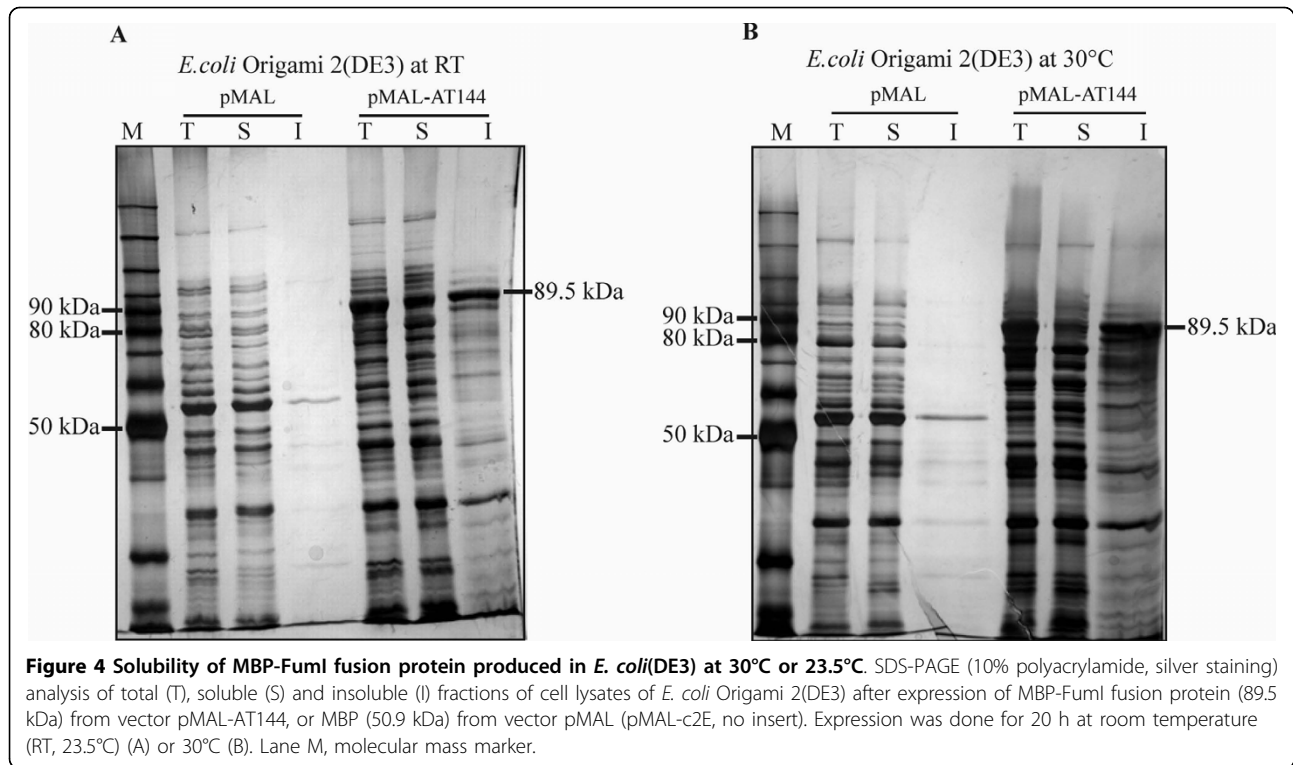 A
E.coli Origami 2(DE3) at RT
pMAL pMAL-AT144
M T S I T S I
90 kDa
80 kDa
50 kDa
89.5 kDa
B
E.coli Origami 2(DE3) at 30°C
pMAL pMAL-AT144
M T S I T S I
90 kDa
80 kDa
50 kDa
89.5 kDa
Figure 4 Solubility of MBP-FumI fusion protein produced in E. coli(DE3) at 30°C or 23.5°C. SDS-PAGE (10% polyacrylamide, silver staining)
analysis of total (T), soluble (S) and insoluble (I) fractions of cell lysates of E. coli Origami 2(DE3) after expression of MBP-FumI fusion protein (89.5
kDa) from vector pMAL-AT144, or MBP (50.9 kDa) from vector pMAL (pMAL-c2E, no insert). Expression was done for 20 h at room temperature
(RT, 23.5°C) (A) or 30°C (B). Lane M, molecular mass marker.